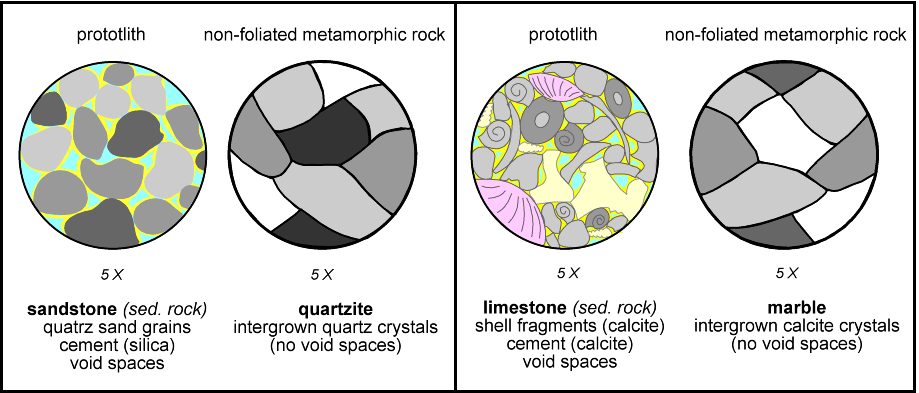 prototlith
non-foliated metamorphic rock
5 X
5 X
sandstone (sed. rock)
quatrz sand grains
cement (silica)
void spaces
quartzite
intergrown quartz crystals
(no void spaces)
prototlith
non-foliated metamorphic rock
5 X
5 X
limestone (sed. rock)
shell fragments (calcite)
cement (calcite)
void spaces
marble
intergrown calcite crystals
(no void spaces)